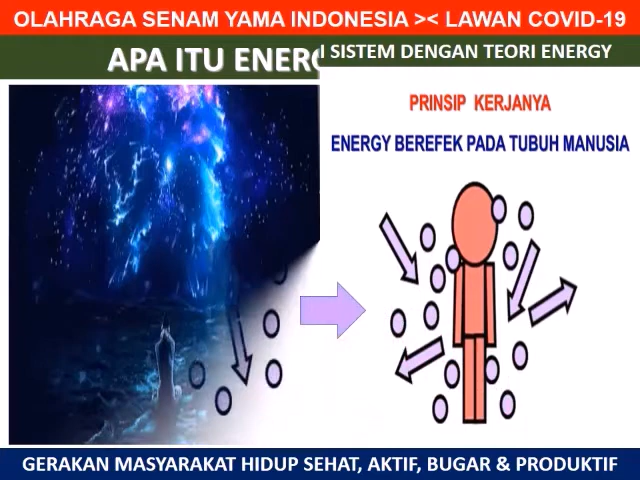 OLAHRAGA SENAM YAMA INDONESIA >< LAWAN COVID-19
APA ITU ENERG
SISTEM DENGAN TEORI ENERGY
PRINSIP KERJANYA
ENERGY BEREFEK PADA TUBUH MANUSIA
GERAKAN MASYARAKAT HIDUP SEHAT, AKTIF, BUGAR & PRODUKTIF